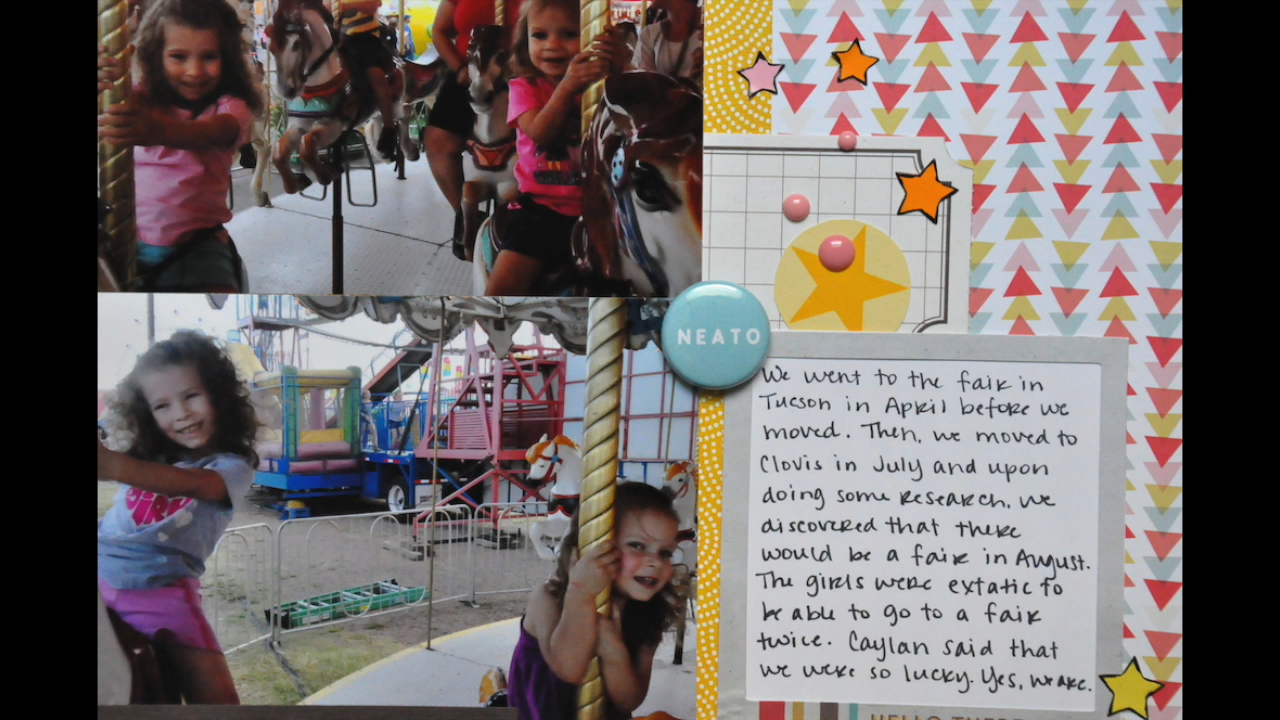 NEATO
We went to the fair in
Tucson in April before we
moved. Then, we moved to
Clovis in July and upon
doing some research, we
discovered that there
would be a fair in August.
The girls were extatic to
be able to go to a fair
twice. Caylan said that
we were so lucky. Yes, we are.
HELLO THERE